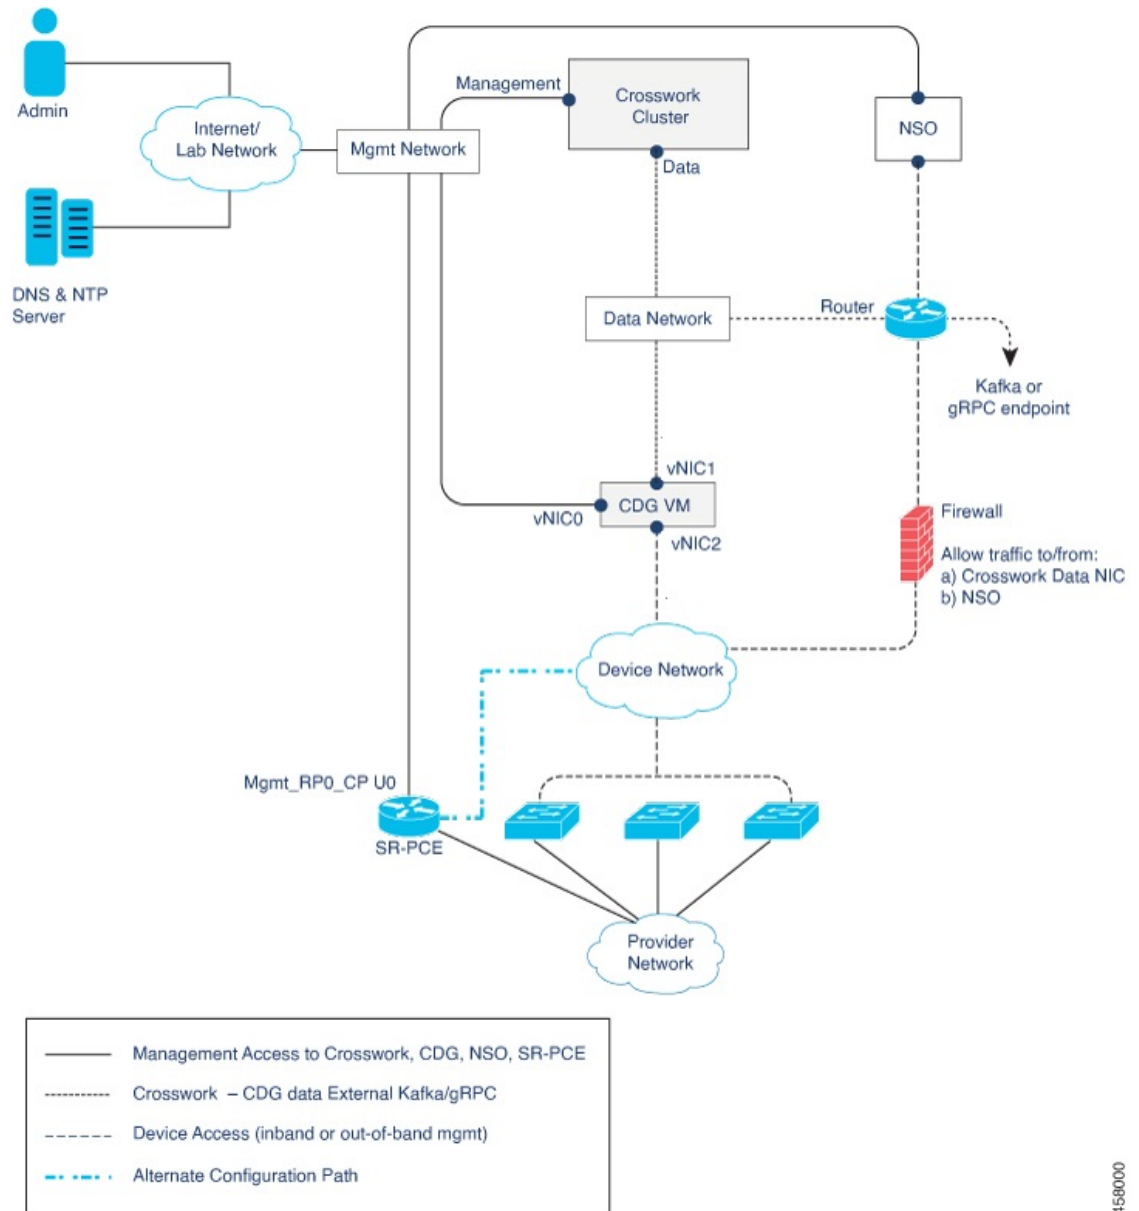 Admin
Internet/
Lab Network
Mgmt Network
Management
Crosswork
Cluster
Data
NSO
DNS & NTP
Server
Data Network
Router
Kafka or
gRPC endpoint
vNIC1
CDG VM
vNIC0
vNIC2
Firewall
Allow traffic to/from:
a) Crosswork Data NIC
b) NSO
Device Network
Mgmt_RP0_CP U0
SR-PCE
Provider
Network
Management Access to Crosswork, CDG, NSO, SR-PCE
Crosswork – CDG data External Kafka/gRPC
Device Access (inband or out-of-band mgmt)
Alternate Configuration Path
458000